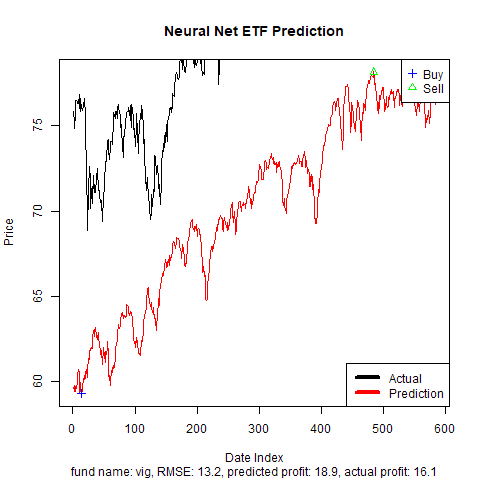 Neural Net ETF Prediction
Buy
Sell
75
70
65
60
Price
Actual
Prediction
0 100 200 300 400 500 600
Date Index
fund name: vig, RMSE: 13.2, predicted profit: 18.9, actual profit: 16.1